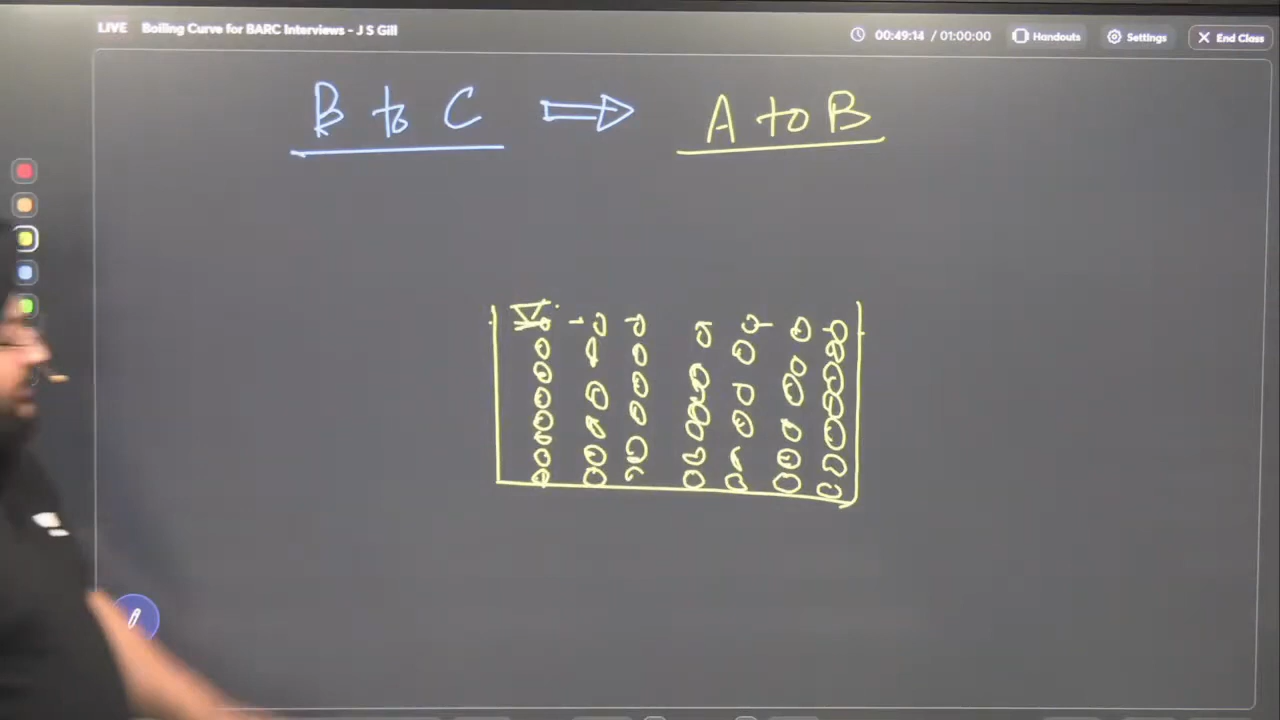 LIVE Boiling Curve for BARC Interviews - J S Gill
00:49:14 / 01:00:00 Handouts Settings End Class
B to C ⇒ A to B